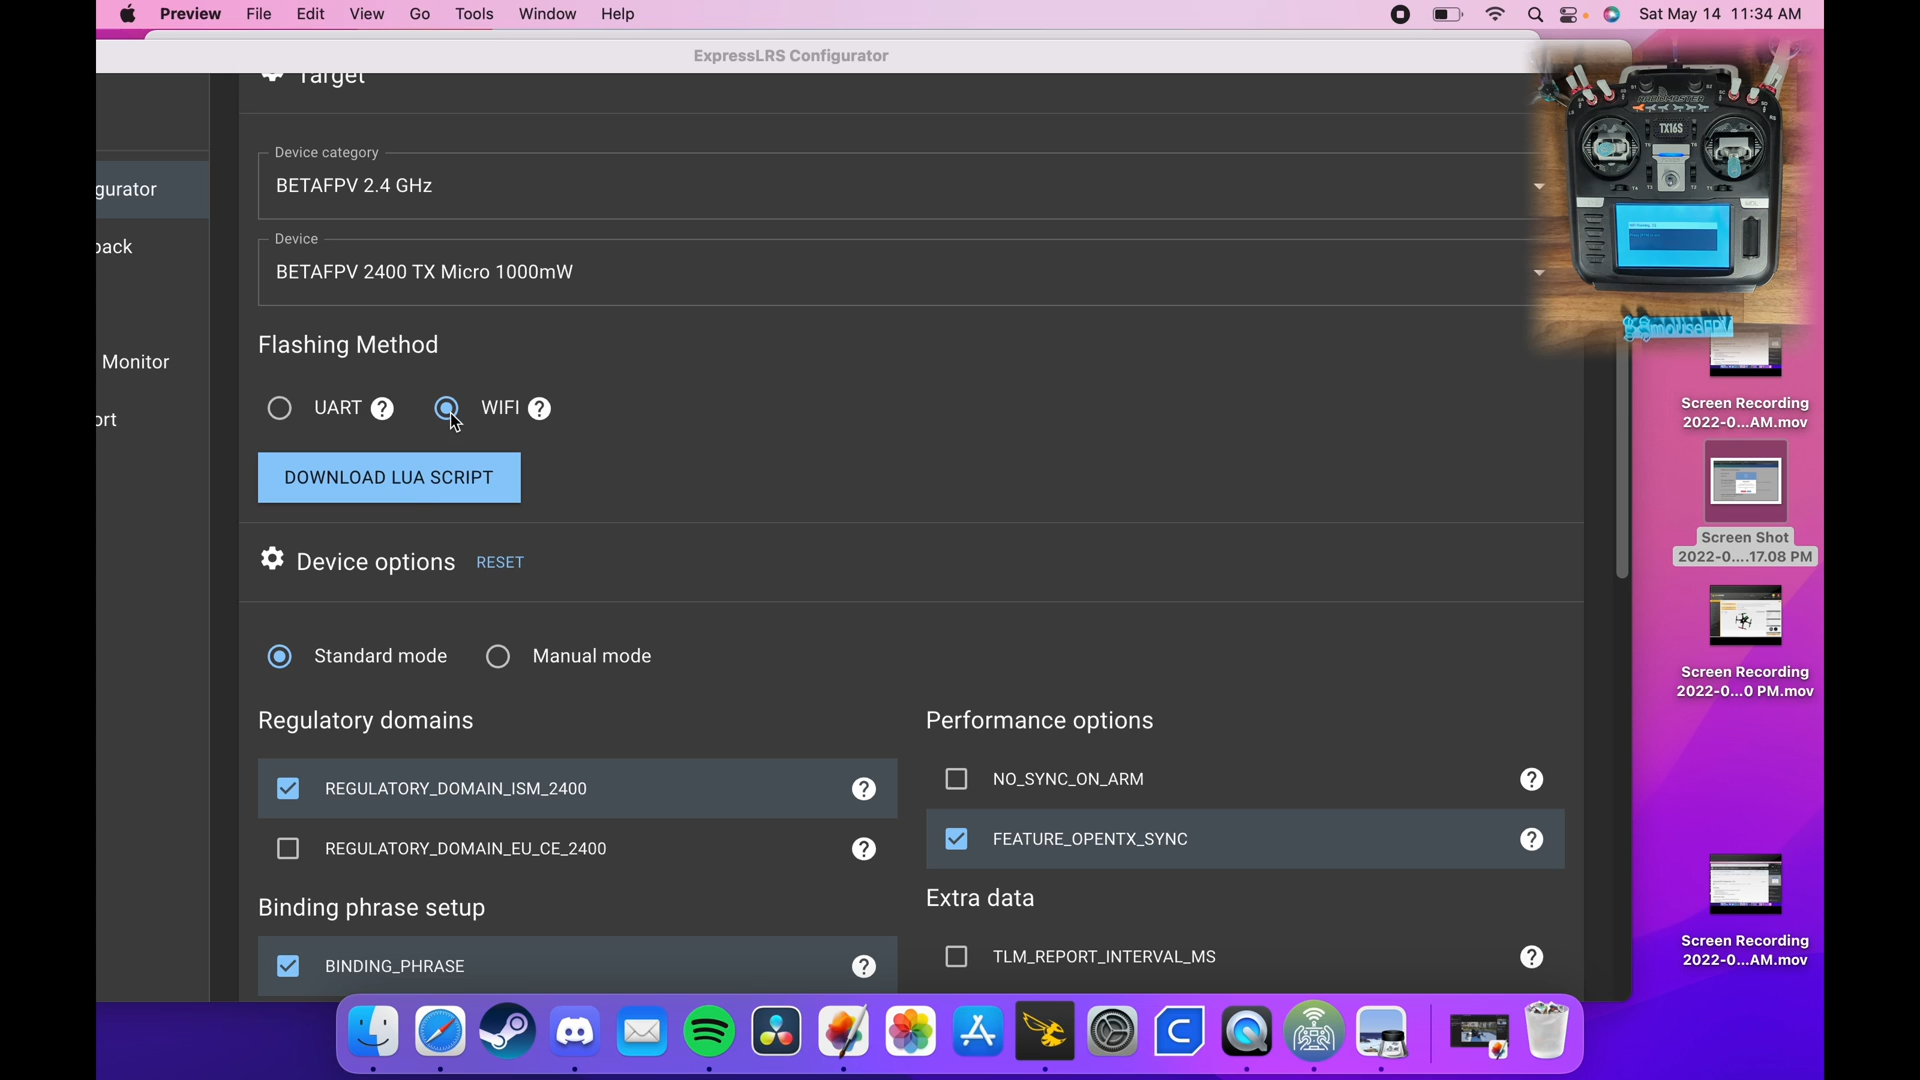 Preview File Edit View Go Tools Window Help
Sat May 14 11:34 AM
ExpressLRS Configurator
Target
Device category
BETAFPV 2.4 GHz
Device
BETAFPV 2400 TX Micro 1000mW
Flashing Method
UART ? WIFI ?
DOWNLOAD LUA SCRIPT
Device options RESET
Standard mode Manual mode
Regulatory domains
REGULATORY_DOMAIN_ISM_2400 ?
REGULATORY_DOMAIN_EU_CE_2400 ?
Binding phrase setup
BINDING_PHRASE ?
Performance options
NO_SYNC_ON_ARM ?
FEATURE_OPENTX_SYNC ?
Extra data
TLM_REPORT_INTERVAL_MS ?
gurator
back
Monitor
ort
RADIOMASTER
TX16S
Screen Recording
2022-0...AM.mov
Screen Shot
2022-0....17.08 PM
Screen Recording
2022-0...0 PM.mov
Screen Recording
2022-0...AM.mov